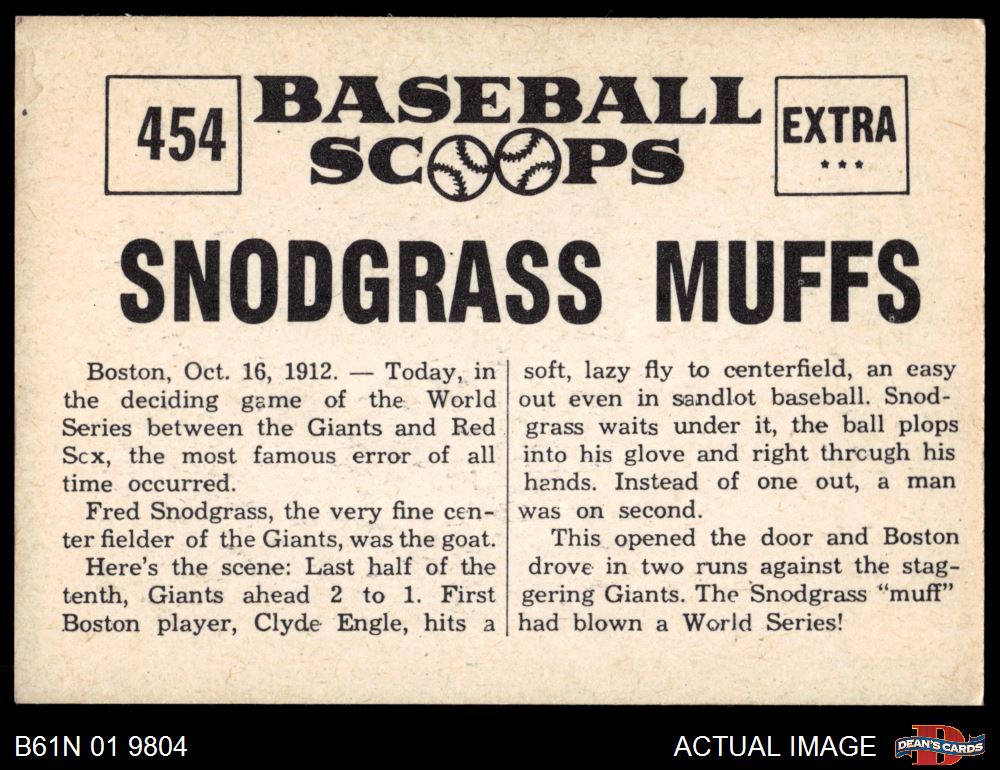 454
BASEBALL
SCOOPS
EXTRA
***
SNODGRASS MUFFS
Boston, Oct. 16, 1912. — Today, in
the deciding game of the World
Series between the Giants and Red
Sox, the most famous error of all
time occurred.
Fred Snodgrass, the very fine cen-
ter fielder of the Giants, was the goat.
Here's the scene: Last half of the
tenth, Giants ahead 2 to 1. First
Boston player, Clyde Engle, hits a
soft, lazy fly to centerfield, an easy
out even in sandlot baseball. Snod-
grass waits under it, the ball plops
into his glove and right through his
hands. Instead of one out, a man
was on second.
This opened the door and Boston
drove in two runs against the stag-
gering Giants. The Snodgrass "muff"
had blown a World Series!
B61N 01 9804
ACTUAL IMAGE
D
DEAN'S CARDS